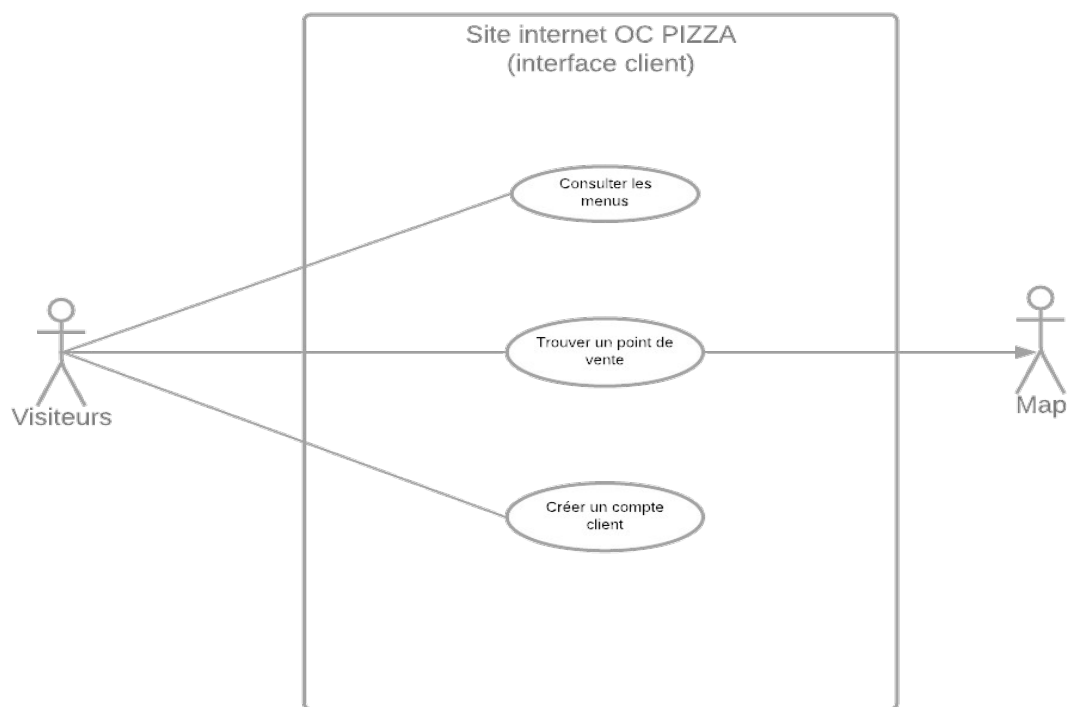 Site internet OC PIZZA
(interface client)
Consulter les
menus
Trouver un point de
vente
Visiteurs
Map
Créer un compte
client